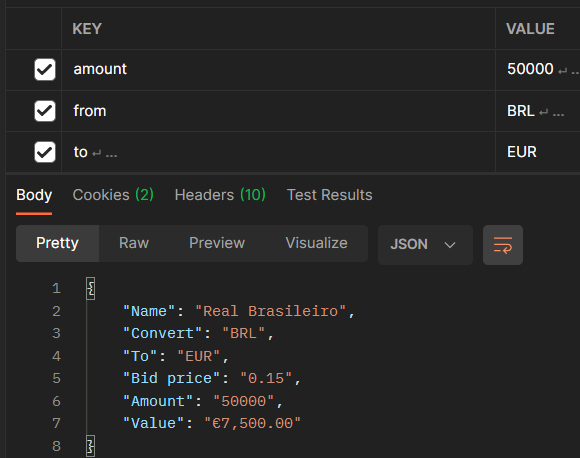 KEY VALUE
amount 50000 ↵ ...
from BRL ↵ ...
to ↵ ... EUR
Body Cookies (2) Headers (10) Test Results
Pretty Raw Preview Visualize JSON
1 {
2 "Name": "Real Brasileiro",
3 "Convert": "BRL",
4 "To": "EUR",
5 "Bid price": "0.15",
6 "Amount": "50000",
7 "Value": "€7,500.00"
8 }